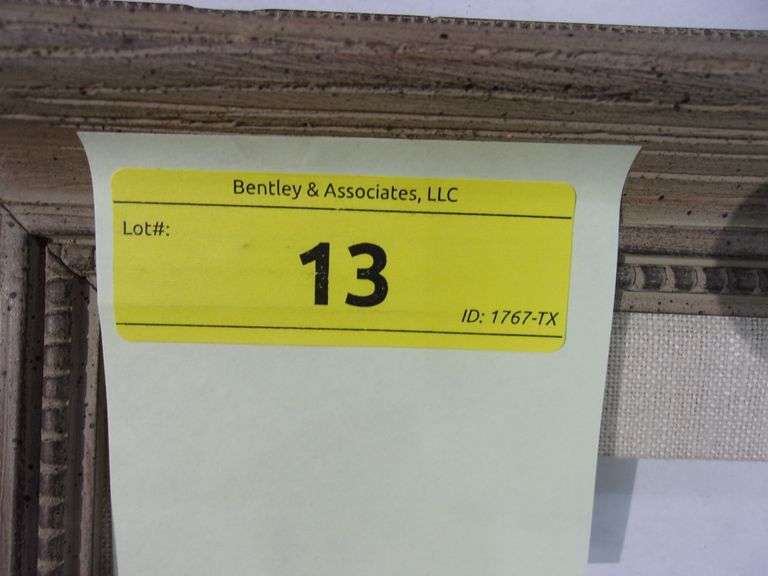 Bentley & Associates, LLC
Lot#:
13
ID: 1767-TX